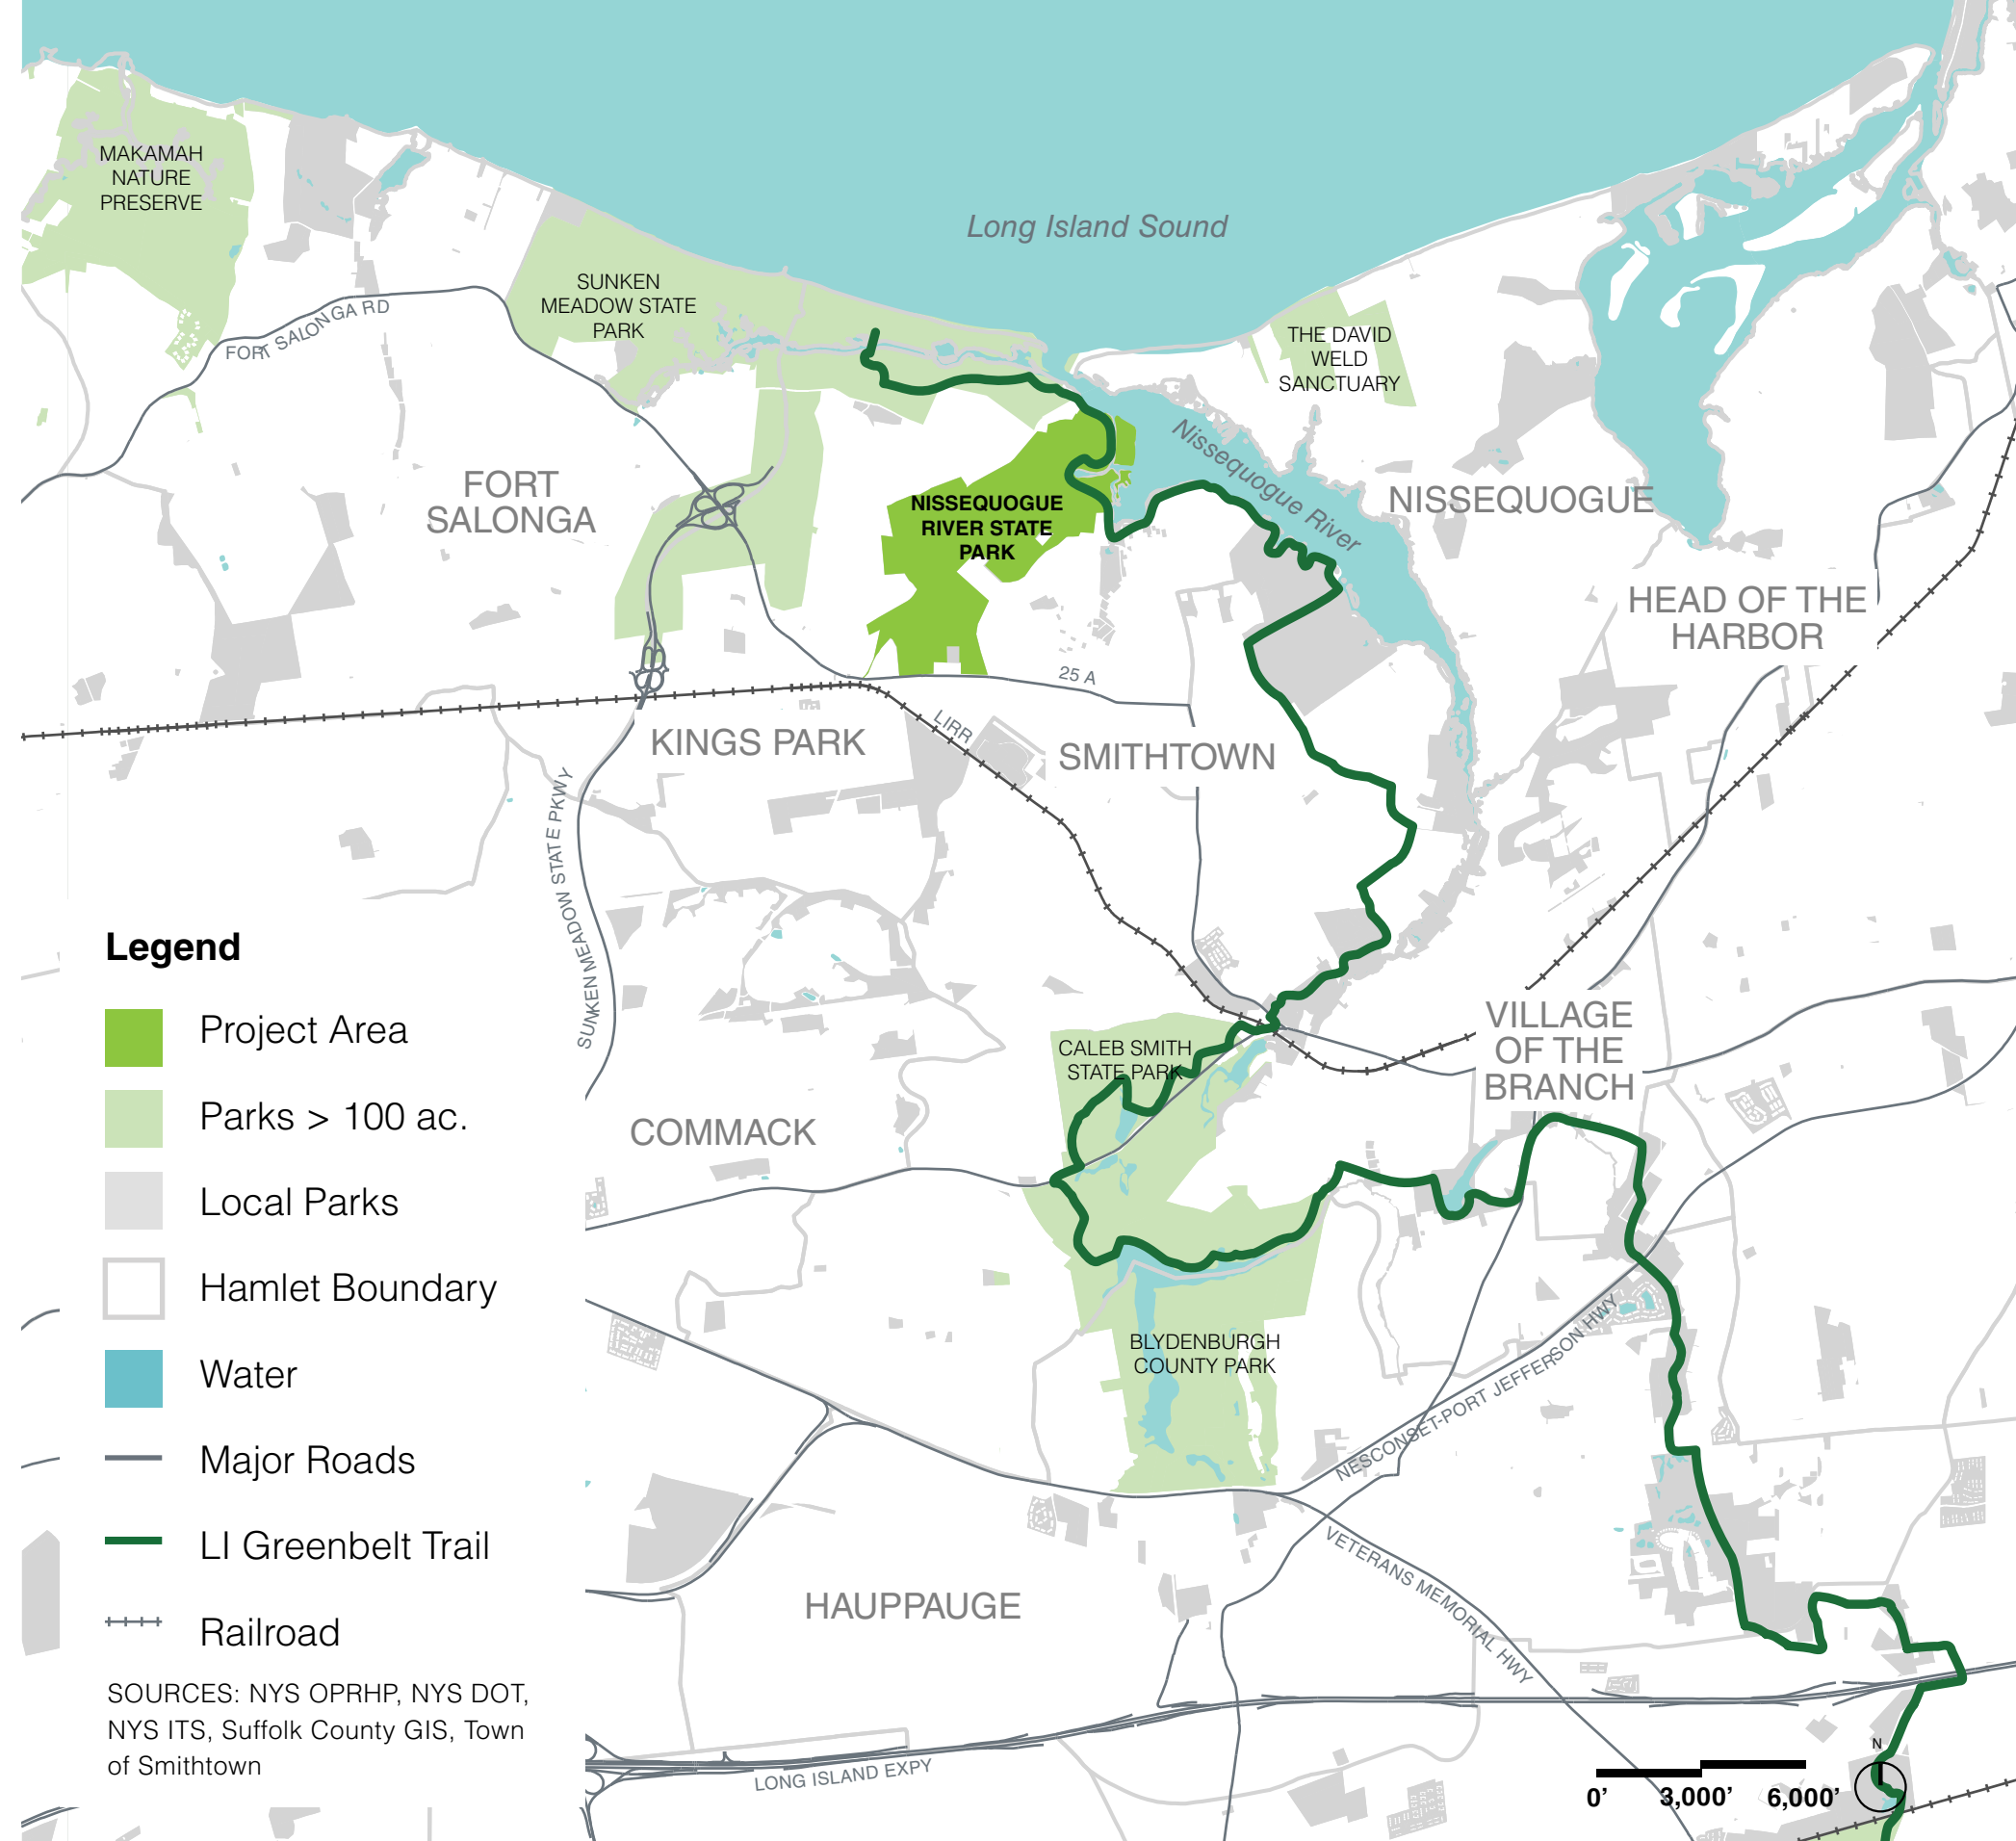 MAKAMAH
NATURE
PRESERVE
Long Island Sound
SUNKEN
MEADOW STATE
PARK
FORT SALONGA RD
THE DAVID
WELD
SANCTUARY
Nissequogue River
FORT
SALONGA
NISSEQUOGUE
RIVER STATE
PARK
NISSEQUOGUE
HEAD OF THE
HARBOR
25 A
LIRR
KINGS PARK
SMITHTOWN
SUNKEN MEADOW STATE PKWY
Legend
Project Area
Parks > 100 ac.
Local Parks
Hamlet Boundary
Water
Major Roads
LI Greenbelt Trail
Railroad
SOURCES: NYS OPRHP, NYS DOT,
NYS ITS, Suffolk County GIS, Town
of Smithtown
CALEB SMITH
STATE PARK
VILLAGE
OF THE
BRANCH
COMMACK
BLYDENBURGH
COUNTY PARK
NESCONSET-PORT JEFFERSON HWY
VETERANS MEMORIAL HWY
HAUPPAUGE
LONG ISLAND EXPY
N
0’ 3,000’ 6,000’